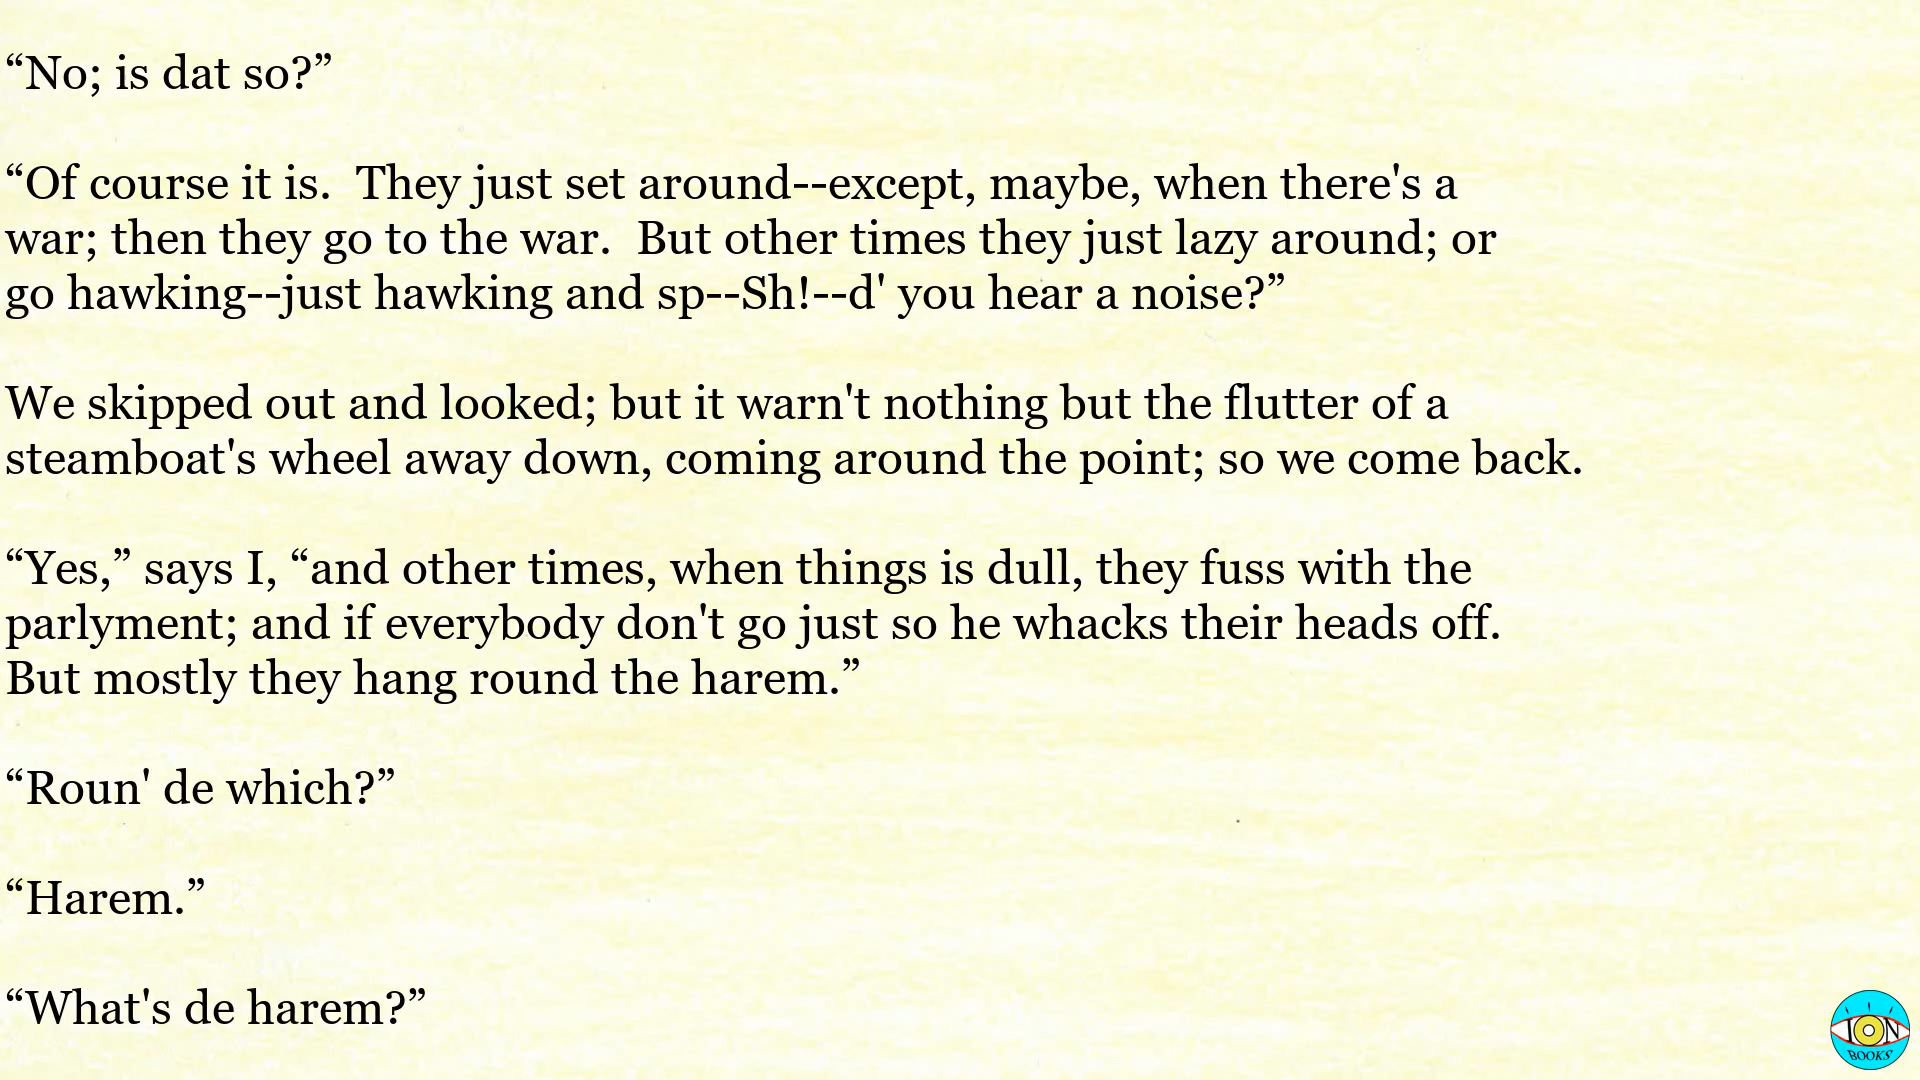 “No; is dat so?”
“Of course it is.  They just set around--except, maybe, when there's a
war; then they go to the war.  But other times they just lazy around; or
go hawking--just hawking and sp--Sh!--d' you hear a noise?”
We skipped out and looked; but it warn't nothing but the flutter of a
steamboat's wheel away down, coming around the point; so we come back.
“Yes,” says I, “and other times, when things is dull, they fuss with the
parlyment; and if everybody don't go just so he whacks their heads off.
But mostly they hang round the harem.”
“Roun' de which?”
“Harem.”
“What's de harem?”
ION
BOOKS